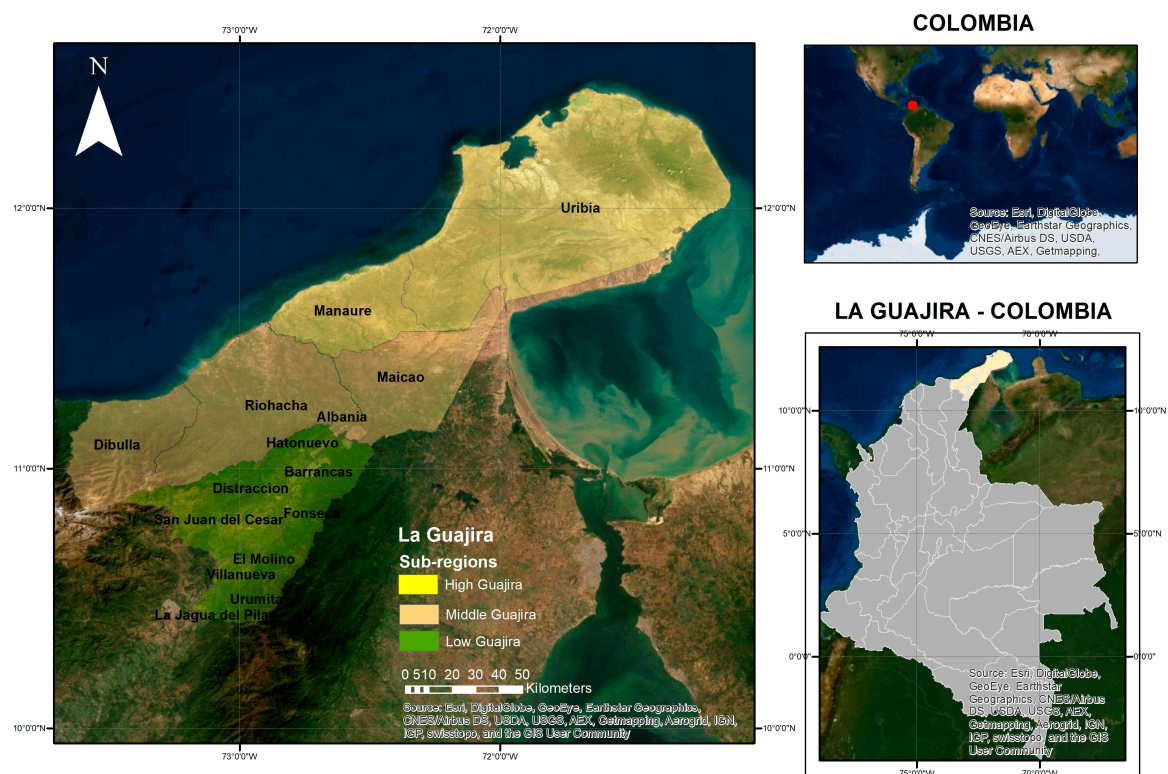 73°0'0"W
72°0'0"W
N
12°0'0"N
12°0'0"N
Uribia
Manaure
Maicao
Riohacha
Albania
Dibulla
Hatonuevo
11°0'0"N
11°0'0"N
Barrancas
Distraccion
Fonseca
San Juan del Cesar
El Molino
Villanueva
Urumita
La Jagua del Pilar
La Guajira
Sub-regions
High Guajira
Middle Guajira
Low Guajira
0 5 10 20 30 40 50
Kilometers
Source: Esri, DigitalGlobe, GeoEye, Earthstar Geographics,
CNES/Airbus DS, USDA, USGS, AEX, Getmapping, Aerogrid, IGN,
IGP, swisstopo, and the GIS User Community
10°0'0"N
10°0'0"N
73°0'0"W
72°0'0"W
COLOMBIA
Source: Esri, DigitalGlobe,
GeoEye, Earthstar Geographics,
CNES/Airbus DS, USDA,
USGS, AEX, Getmapping,
LA GUAJIRA - COLOMBIA
75°0'0"W
70°0'0"W
10°0'0"N
10°0'0"N
5°0'0"N
5°0'0"N
0°0'0"
0°0'0"
Source: Esri, DigitalGlobe,
GeoEye, Earthstar
Geographics, CNES/Airbus
DS, USDA, USGS, AEX,
Getmapping, Aerogrid, IGN,
IGP, swisstopo, and the GIS
User Community
75°0'0"W
70°0'0"W